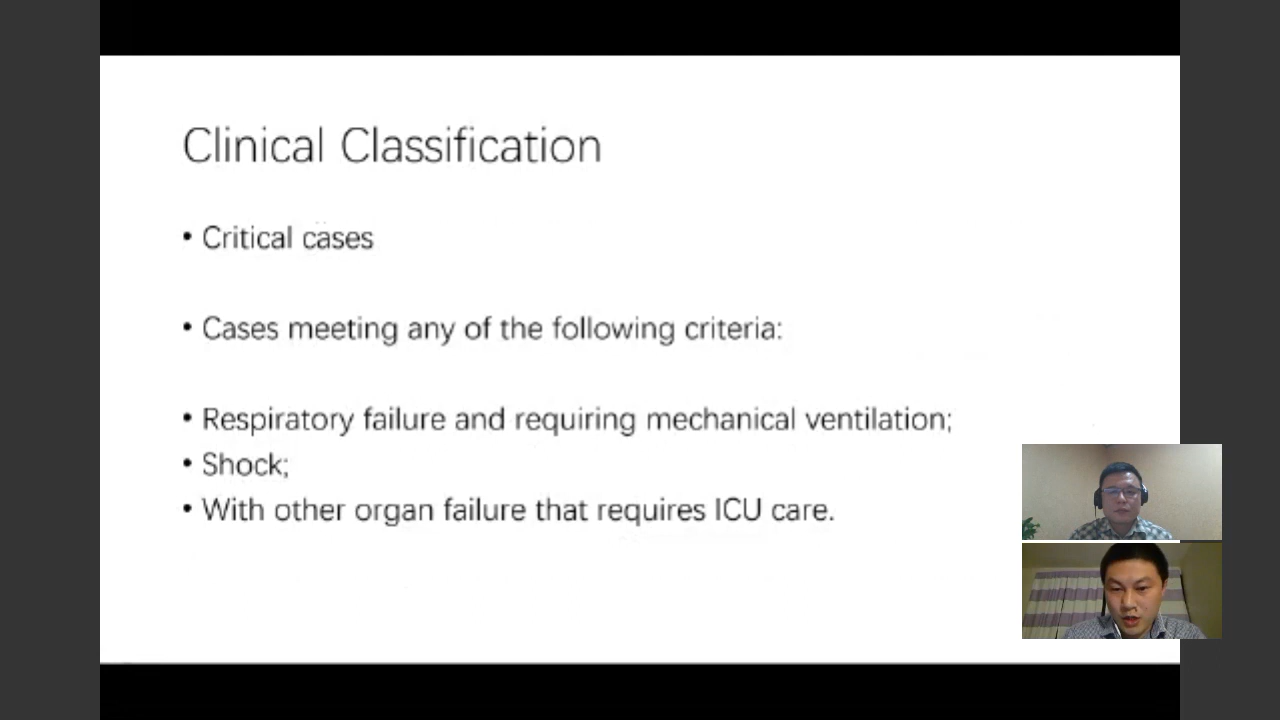 Clinical Classification
• Critical cases
• Cases meeting any of the following criteria:
• Respiratory failure and requiring mechanical ventilation;
• Shock;
• With other organ failure that requires ICU care.